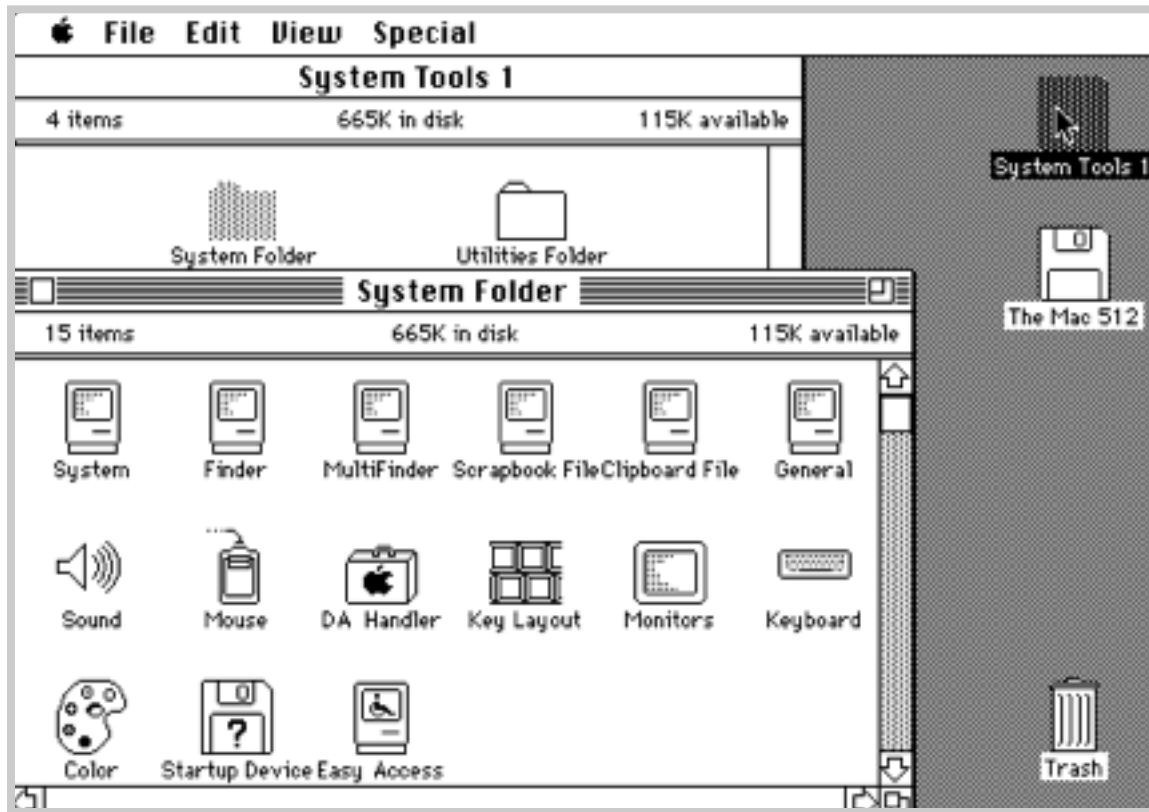 File Edit View Special
System Tools 1
4 items 665K in disk 115K available
System Tools 1
System Folder Utilities Folder
System Folder
The Mac 512
15 items 665K in disk 115K available
System Finder MultiFinder Scrapbook File Clipboard File General
Sound Mouse DA Handler Key Layout Monitors Keyboard
Color Startup Device Easy Access
Trash